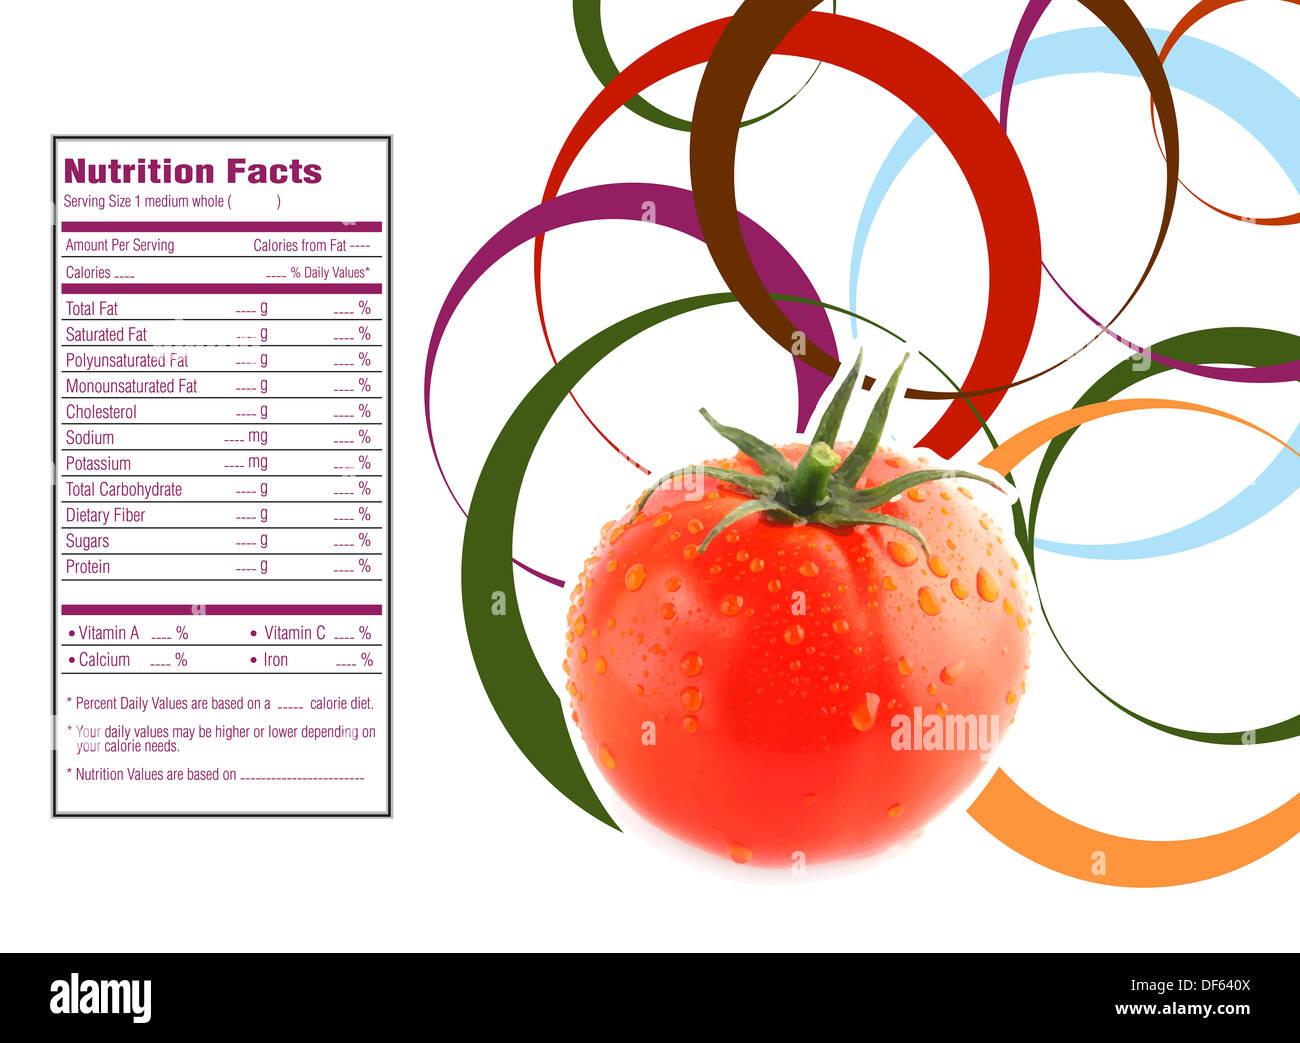 Nutrition Facts
Serving Size 1 medium whole ( )
Amount Per Serving Calories from Fat ----
Calories ---- ---- % Daily Values*
Total Fat ---- g ---- %
Saturated Fat ---- g ---- %
Polyunsaturated Fat ---- g ---- %
Monounsaturated Fat ---- g ---- %
Cholesterol ---- g ---- %
Sodium ---- mg ---- %
Potassium ---- mg ---- %
Total Carbohydrate ---- g ---- %
Dietary Fiber ---- g ---- %
Sugars ---- g ---- %
Protein ---- g ---- %
• Vitamin A ---- % • Vitamin C ---- %
• Calcium ---- % • Iron ---- %
* Percent Daily Values are based on a ----- calorie diet.
* Your daily values may be higher or lower depending on
your calorie needs.
* Nutrition Values are based on ------------------------
alamy
a
a
a
a
a
alamy
Image ID: DF640X
www.alamy.com